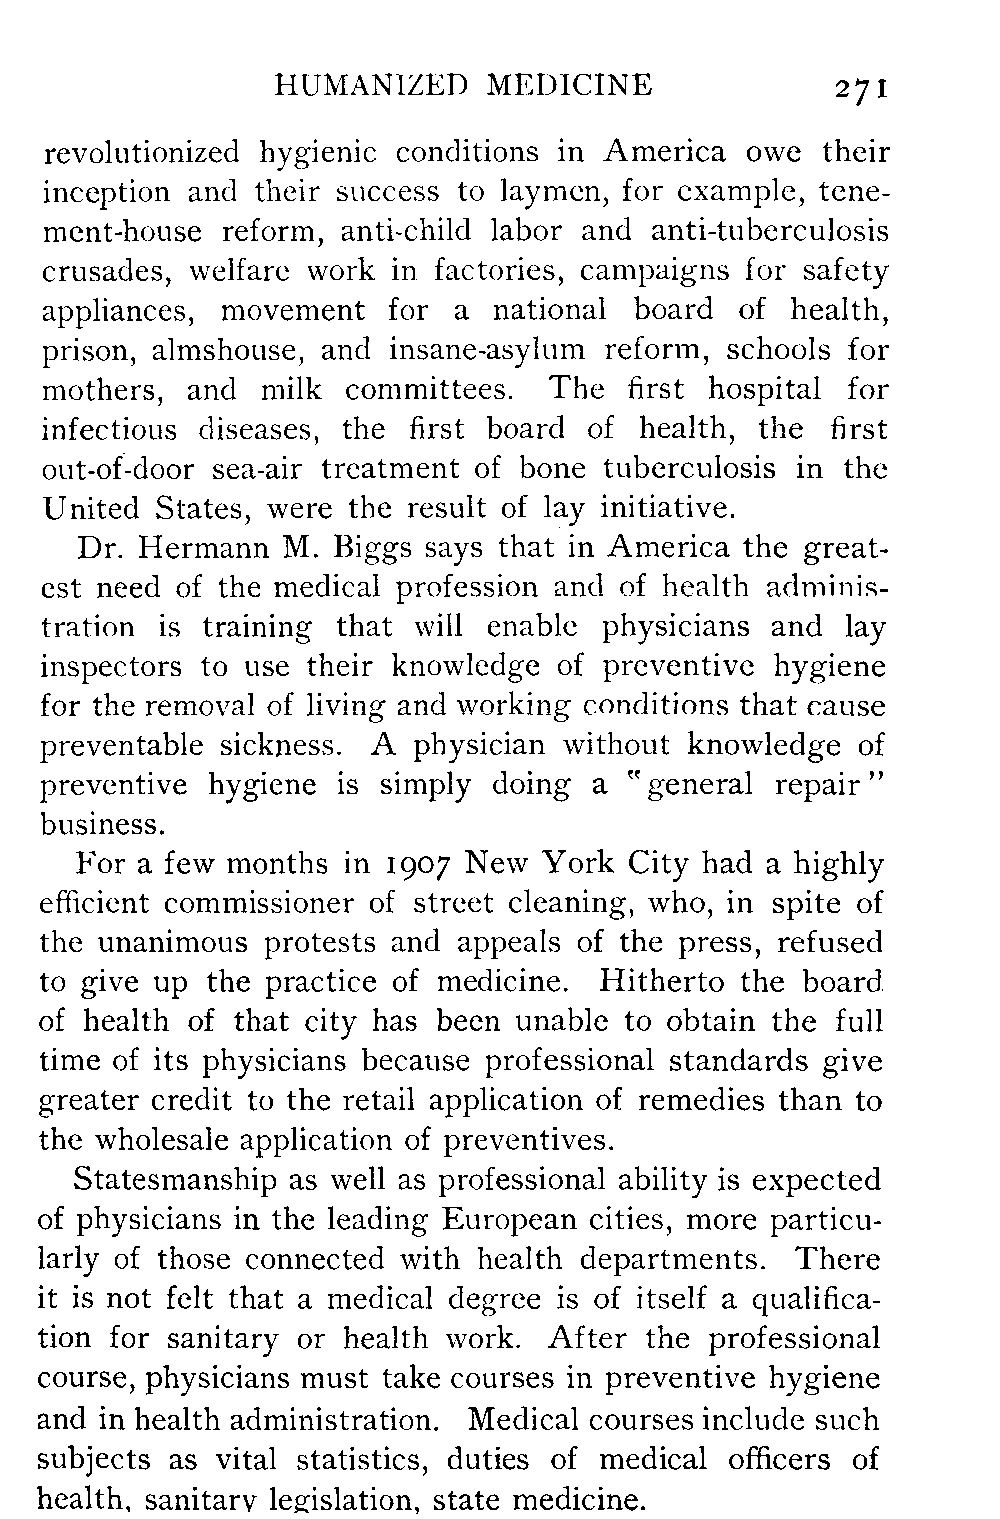 HUMANIZED MEDICINE 271
revolutionized hygienic conditions in America owe their
inception and their success to laymen, for example, tene-
ment-house reform, anti-child labor and anti-tuberculosis
crusades, welfare work in factories, campaigns for safety
appliances, movement for a national board of health,
prison, almshouse, and insane-asylum reform, schools for
mothers, and milk committees. The first hospital for
infectious diseases, the first board of health, the first
out-of-door sea-air treatment of bone tuberculosis in the
United States, were the result of lay initiative.
Dr. Hermann M. Biggs says that in America the great-
est need of the medical profession and of health adminis-
tration is training that will enable physicians and lay
inspectors to use their knowledge of preventive hygiene
for the removal of living and working conditions that cause
preventable sickness. A physician without knowledge of
preventive hygiene is simply doing a "general repair"
business.
For a few months in 1907 New York City had a highly
efficient commissioner of street cleaning, who, in spite of
the unanimous protests and appeals of the press, refused
to give up the practice of medicine. Hitherto the board
of health of that city has been unable to obtain the full
time of its physicians because professional standards give
greater credit to the retail application of remedies than to
the wholesale application of preventives.
Statesmanship as well as professional ability is expected
of physicians in the leading European cities, more particu-
larly of those connected with health departments. There
it is not felt that a medical degree is of itself a qualifica-
tion for sanitary or health work. After the professional
course, physicians must take courses in preventive hygiene
and in health administration. Medical courses include such
subjects as vital statistics, duties of medical officers of
health, sanitary legislation, state medicine.